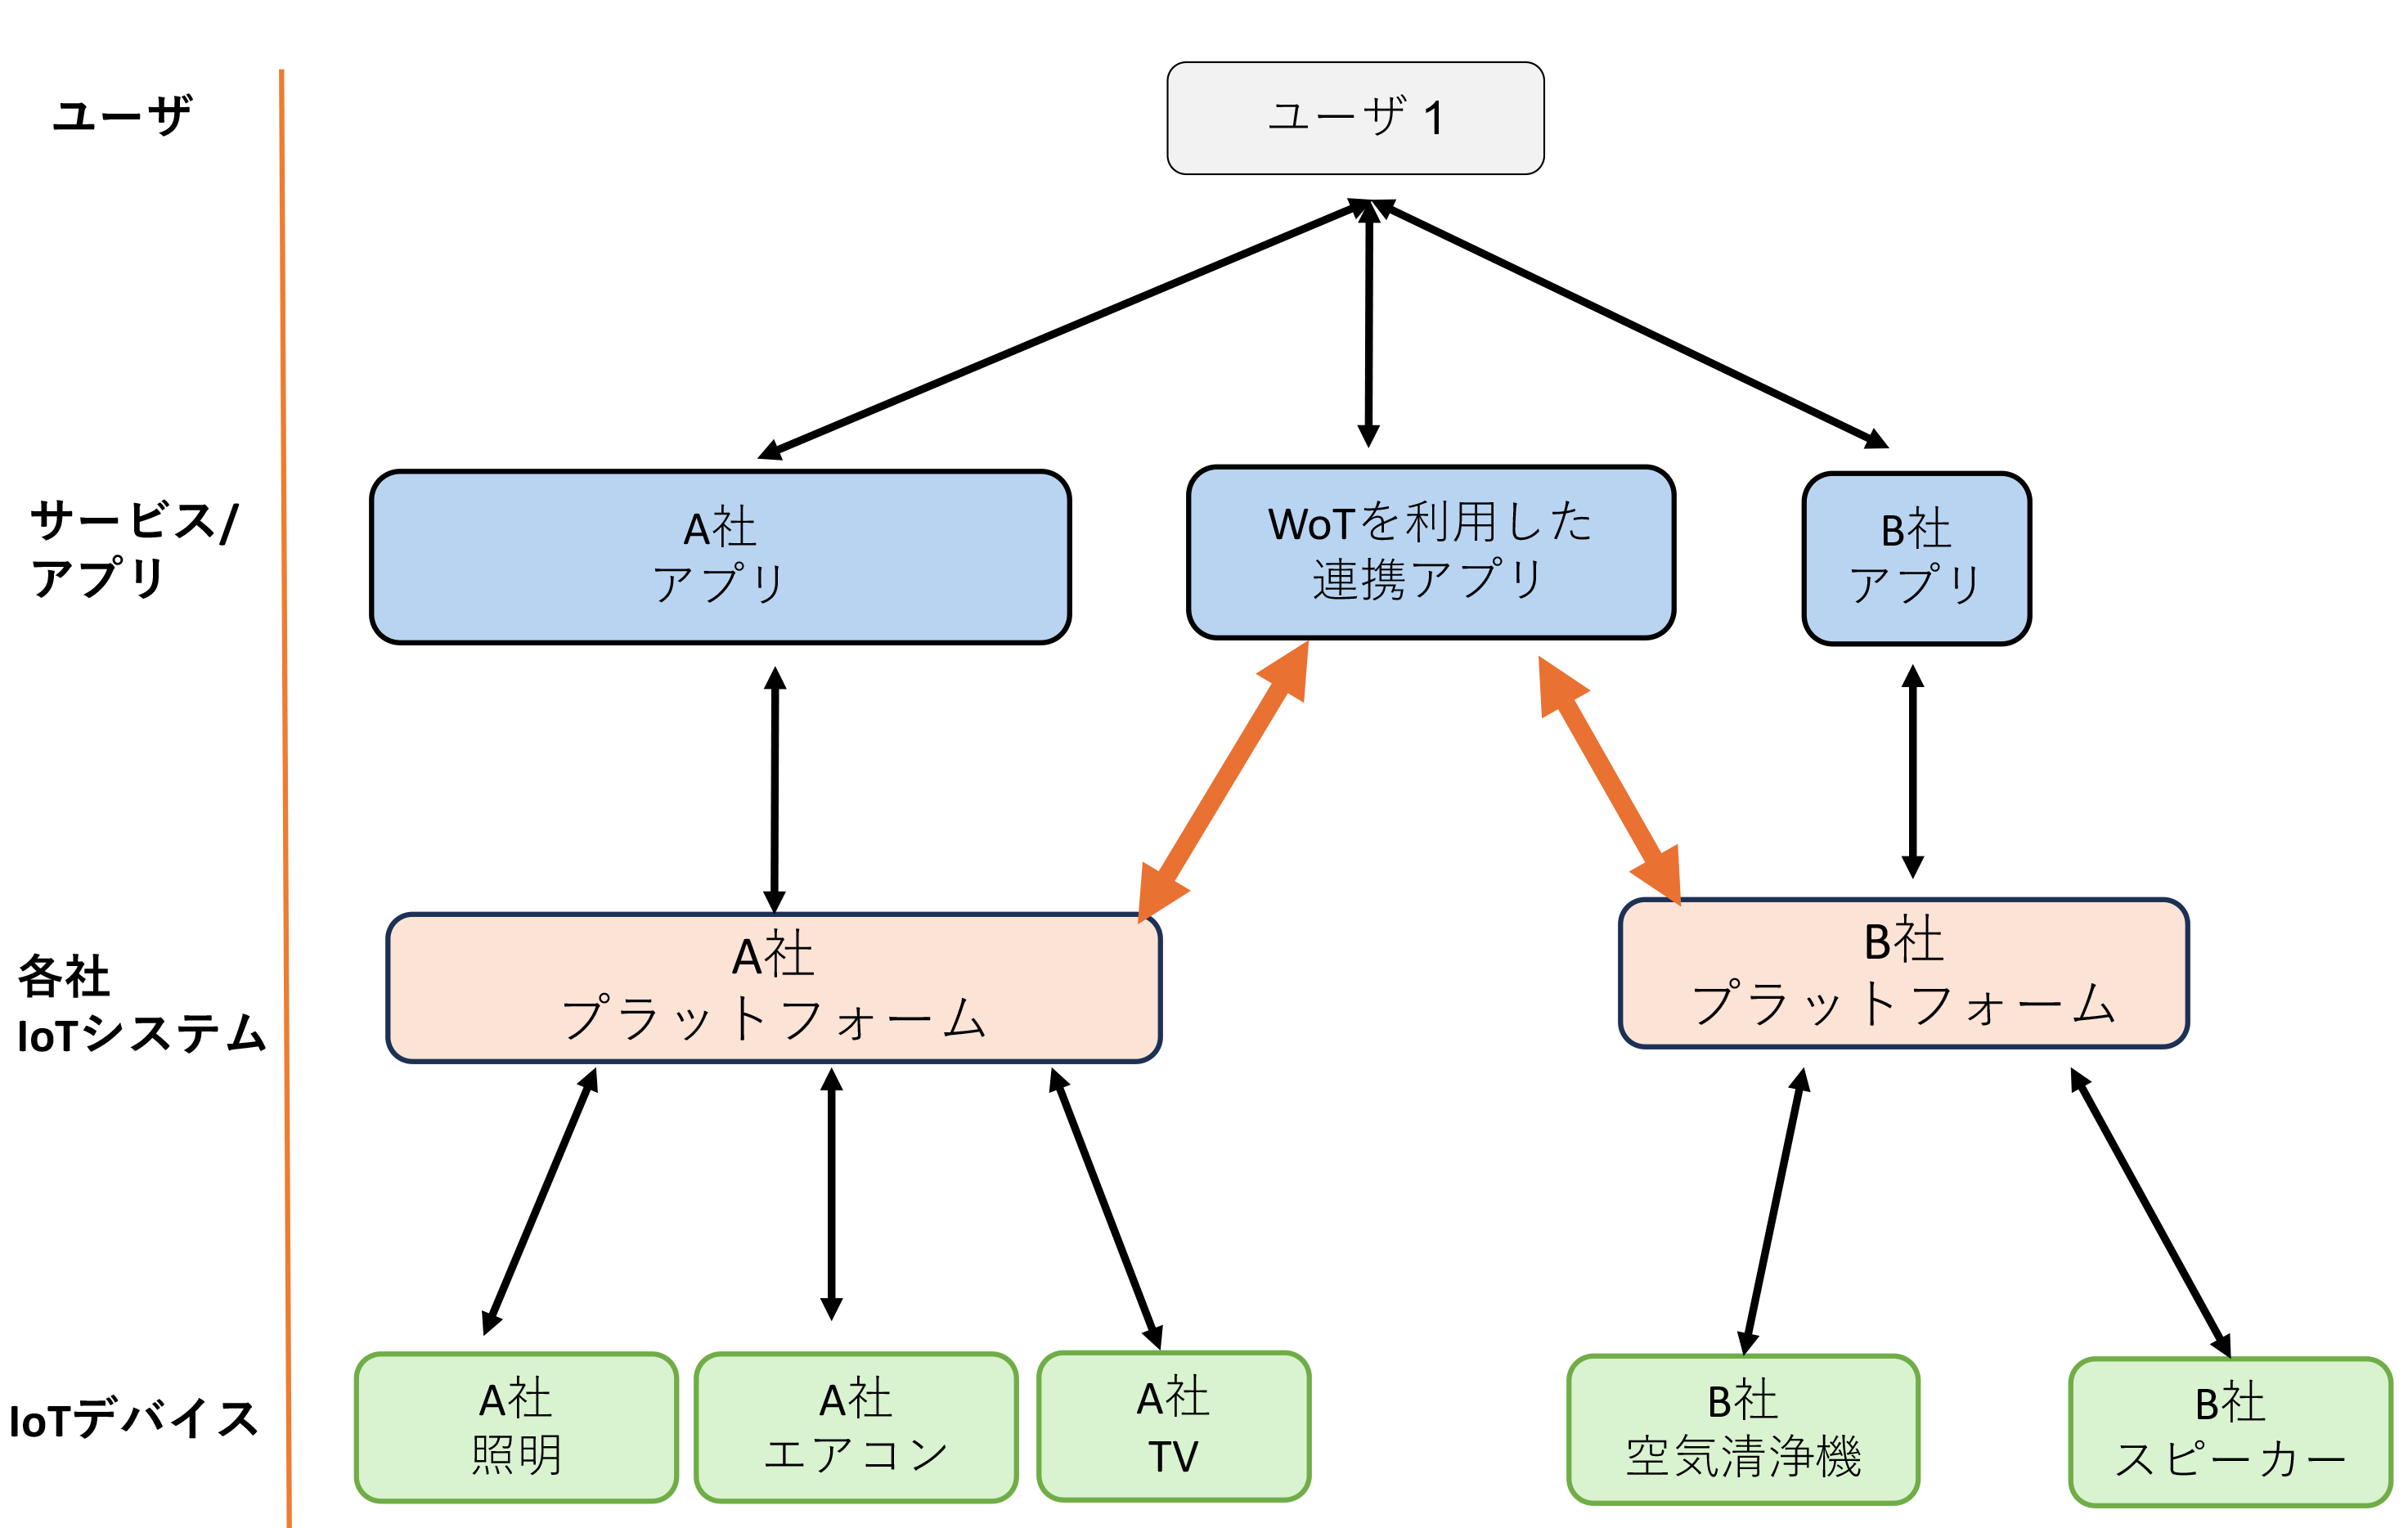 ユーザ
ユーザ 1
サービス/
アプリ
A社
アプリ
WoTを利用した
連携アプリ
B社
アプリ
各社
IoTシステム
A社
プラットフォーム
B社
プラットフォーム
IoTデバイス
A社
照明
A社
エアコン
A社
TV
B社
空気清浄機
B社
スピーカー